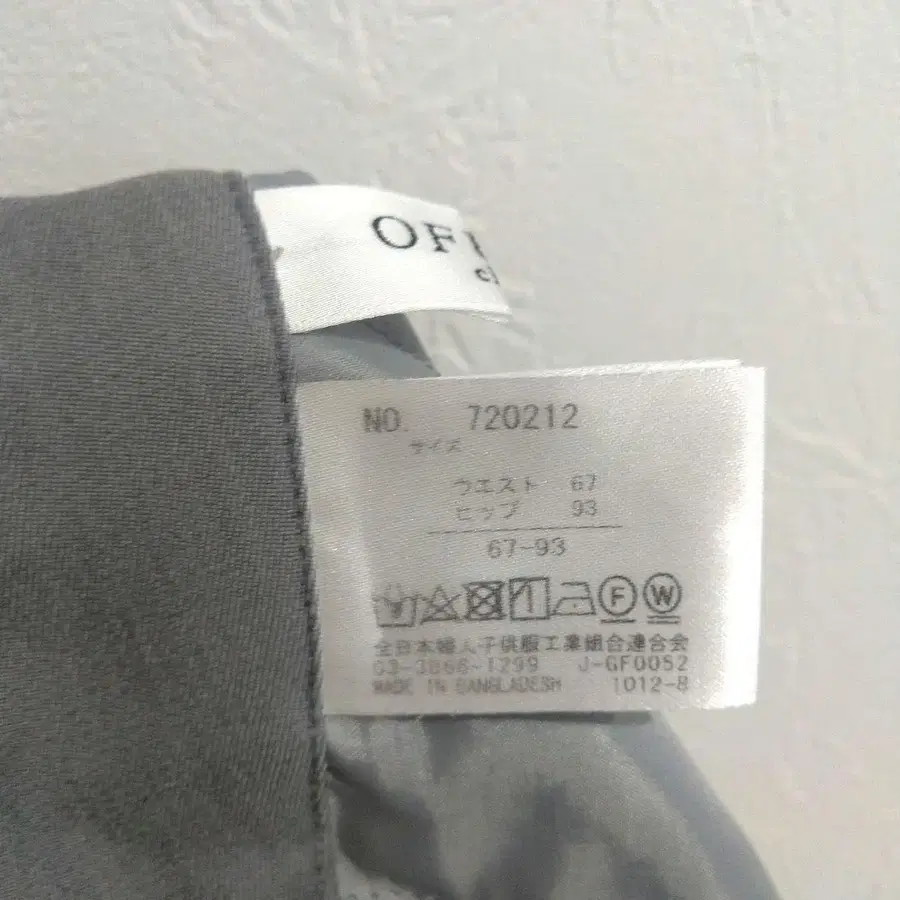 NO. 720212
サイズ
ウエスト 67
ヒップ 93
67-93
F W
全日本婦人子供服工業組合連合会
03-3866-1299 J-GF0052
MADE IN BANGLADESH 1012-8